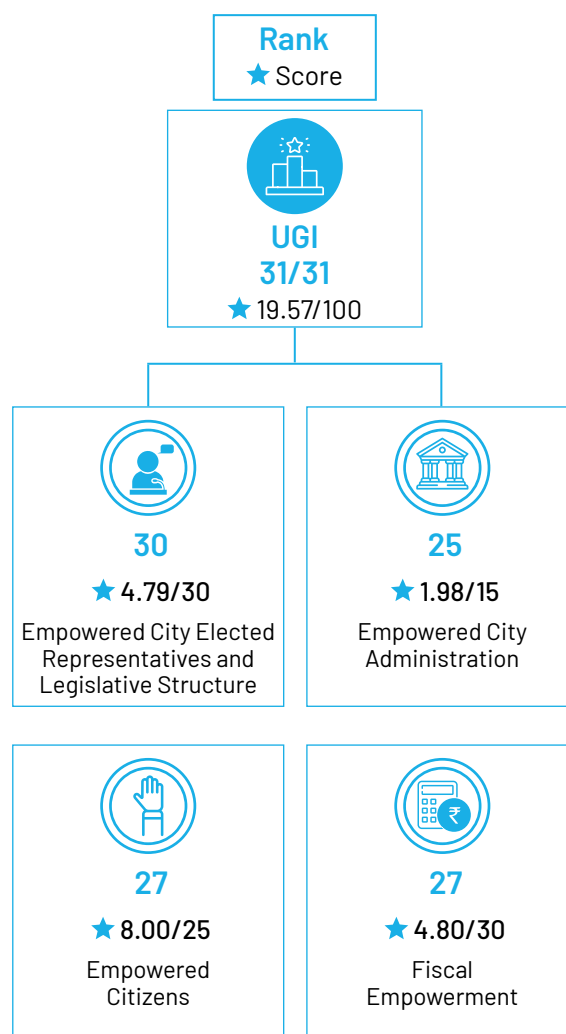 Rank
Score
UGI
31/31
19.57/100
30
4.79/30
Empowered City Elected
Representatives and
Legislative Structure
25
1.98/15
Empowered City
Administration
27
8.00/25
Empowered
Citizens
₹
27
4.80/30
Fiscal
Empowerment